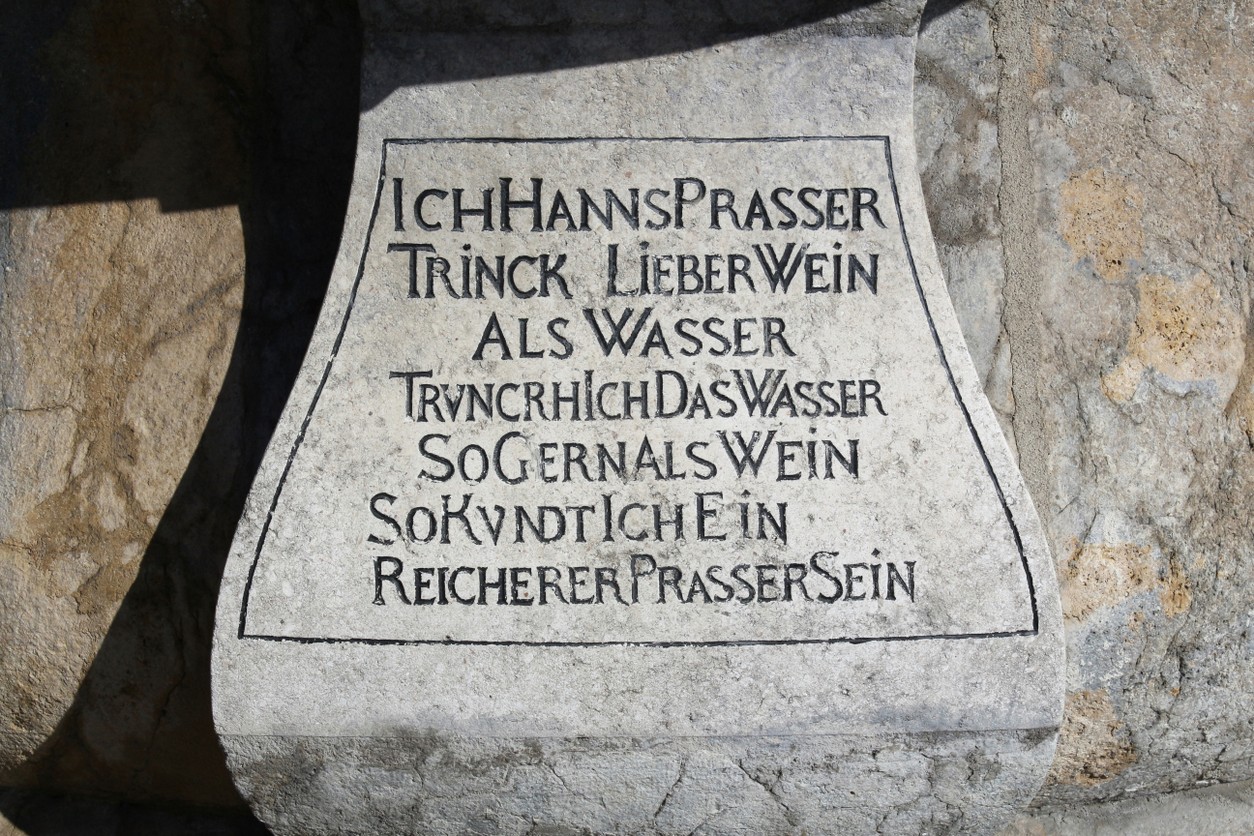 ICH HANNS PRASSER
TRINCK LIEBER WEIN
ALS WASSER
TRVNCRH ICH DAS WASSER
SO GERN ALS WEIN
SO KVNDT ICH EIN
REICHERER PRASSER SEIN